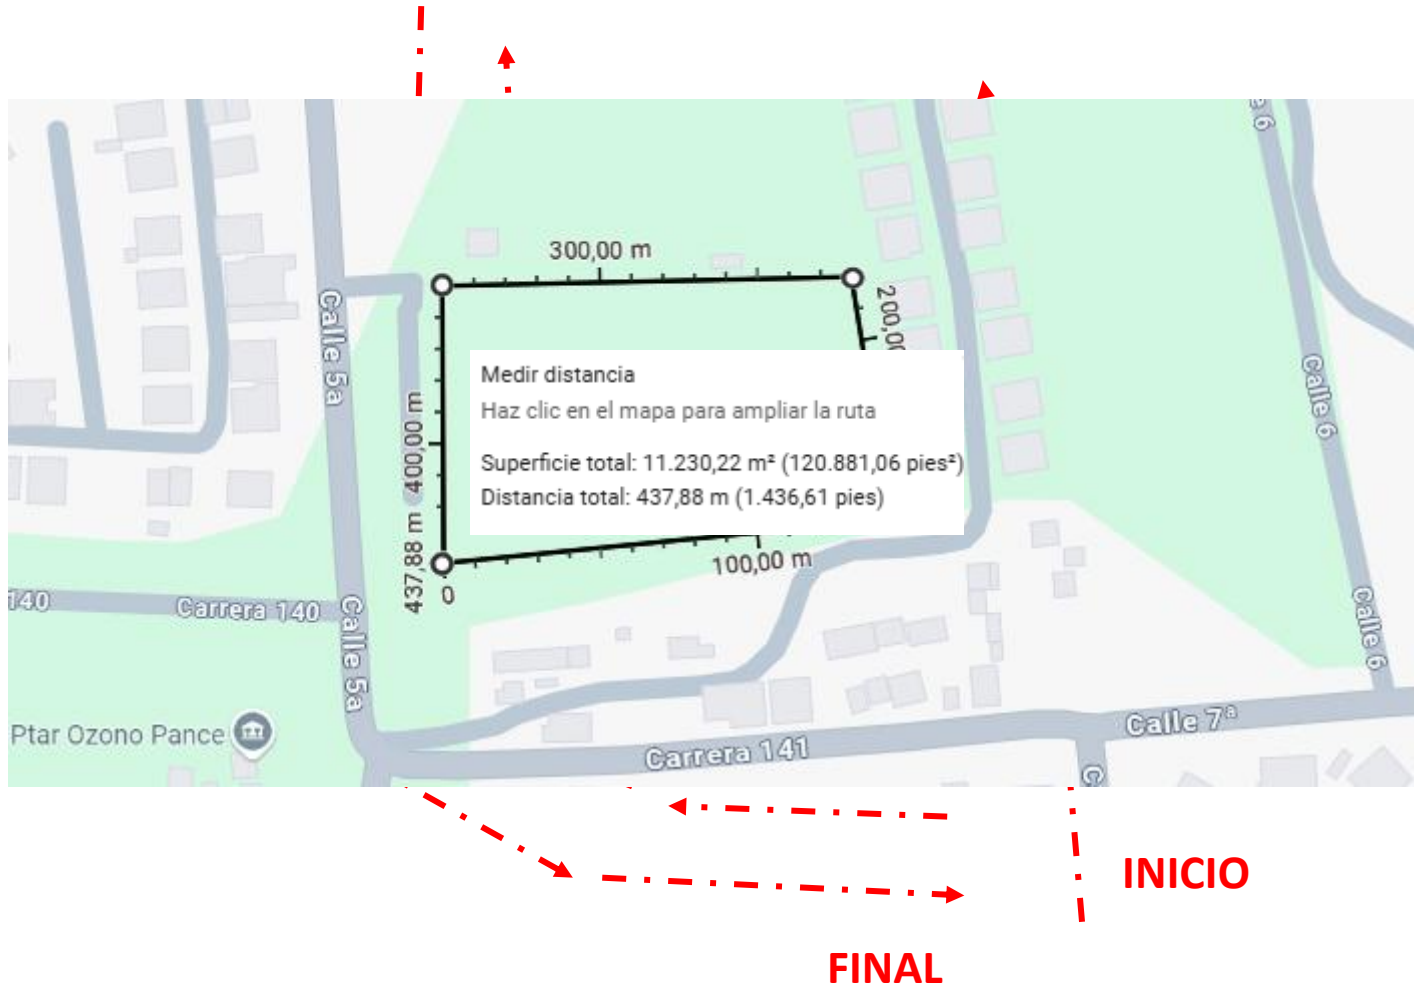 e 6
300,00 m
200,00
Calle 5a
Calle 6
Medir distancia
Haz clic en el mapa para ampliar la ruta
Superficie total: 11.230,22 m² (120.881,06 pies²)
Distancia total: 437,88 m (1.436,61 pies)
400,00 m
437,88 m
0
100,00 m
140
Carrera 140
Calle 5a
Calle 6
Ptar Ozono Pance
Carrera 141
Calle 7ª
C
INICIO
FINAL